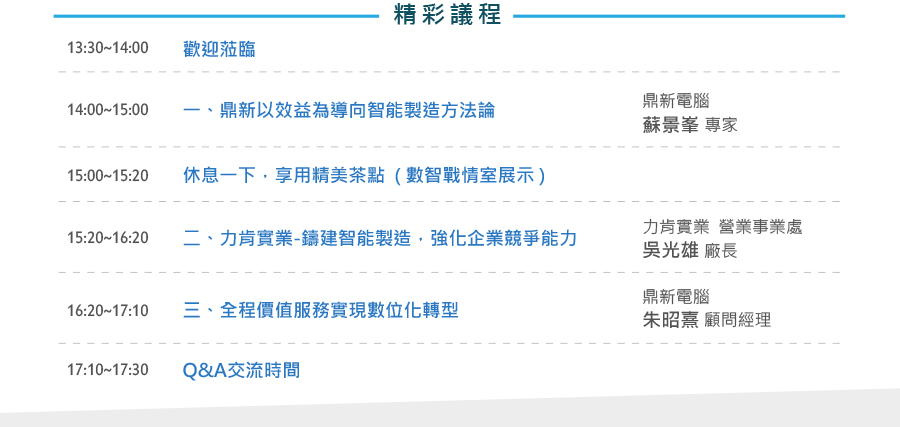 精彩議程
13:30~14:00 歡迎蒞臨
14:00~15:00 一、鼎新以效益為導向智能製造方法論 鼎新電腦
蘇景峯 專家
15:00~15:20 休息一下，享用精美茶點 ( 數智戰情室展示 )
15:20~16:20 二、力肯實業-鑄建智能製造，強化企業競爭能力 力肯實業 營業事業處
吳光雄 廠長
16:20~17:10 三、全程價值服務實現數位化轉型 鼎新電腦
朱昭熹 顧問經理
17:10~17:30 Q&A交流時間